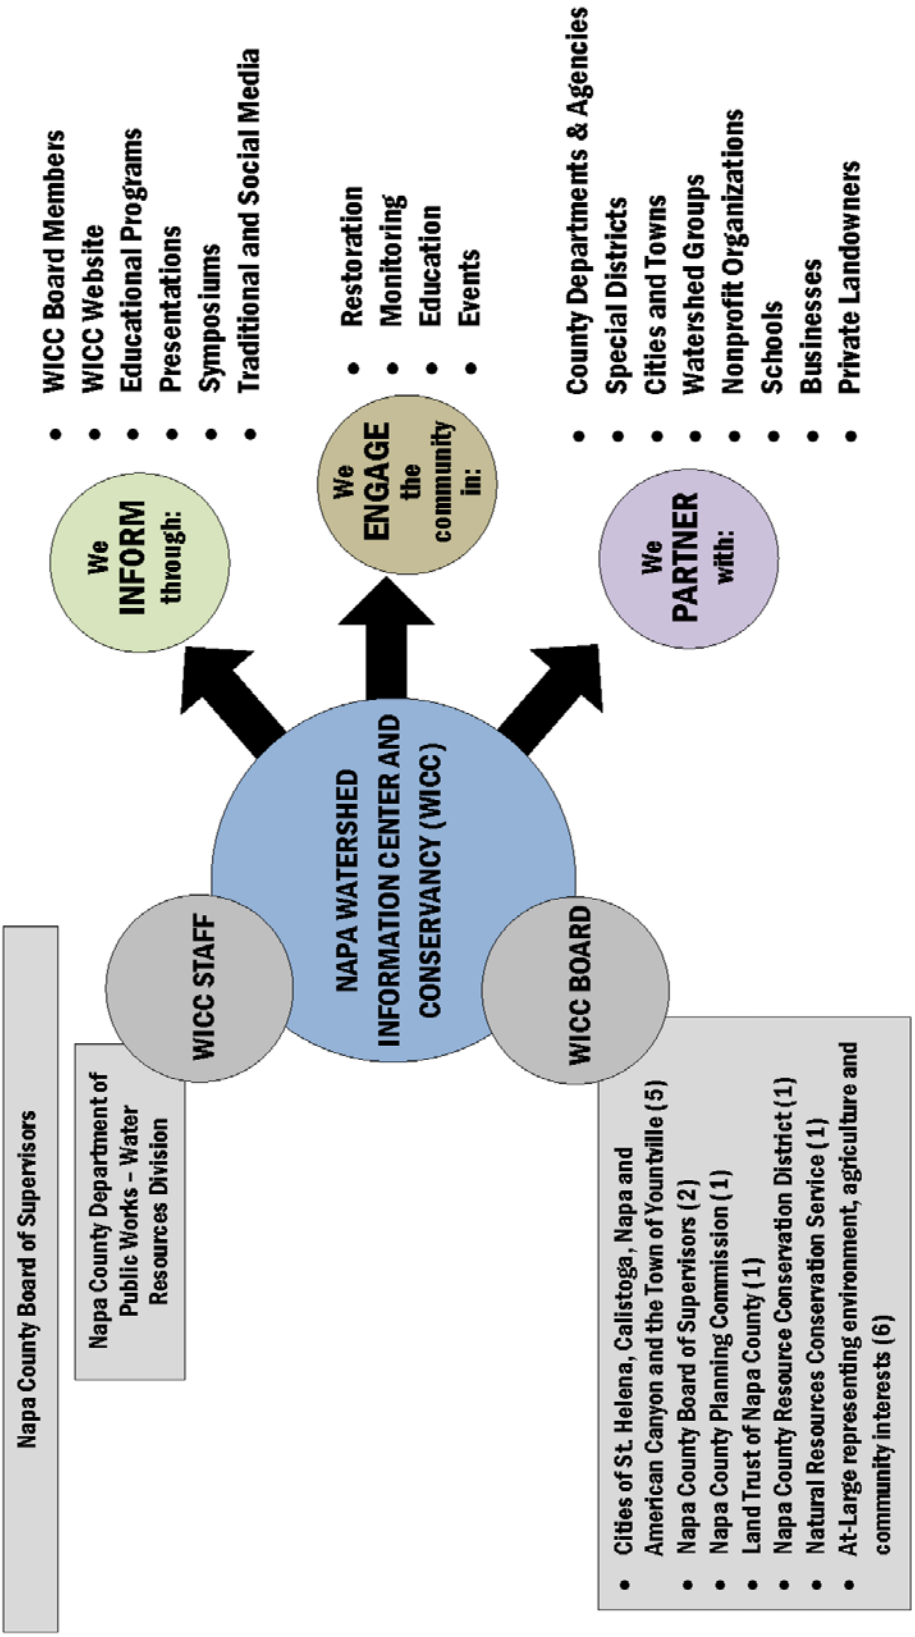 Napa County Board of Supervisors
Napa County Department of
Public Works – Water
Resources Division
WICC STAFF
NAPA WATERSHED
INFORMATION CENTER AND
CONSERVANCY (WICC)
WICC BOARD
• Cities of St. Helena, Calistoga, Napa and
American Canyon and the Town of Yountville (5)
• Napa County Board of Supervisors (2)
• Napa County Planning Commission (1)
• Land Trust of Napa County (1)
• Napa County Resource Conservation District (1)
• Natural Resources Conservation Service (1)
• At-Large representing environment, agriculture and
community interests (6)
We
INFORM
through:
• WICC Board Members
• WICC Website
• Educational Programs
• Presentations
• Symposiums
• Traditional and Social Media
We
ENGAGE
the
community
in:
• Restoration
• Monitoring
• Education
• Events
We
PARTNER
with:
• County Departments & Agencies
• Special Districts
• Cities and Towns
• Watershed Groups
• Nonprofit Organizations
• Schools
• Businesses
• Private Landowners